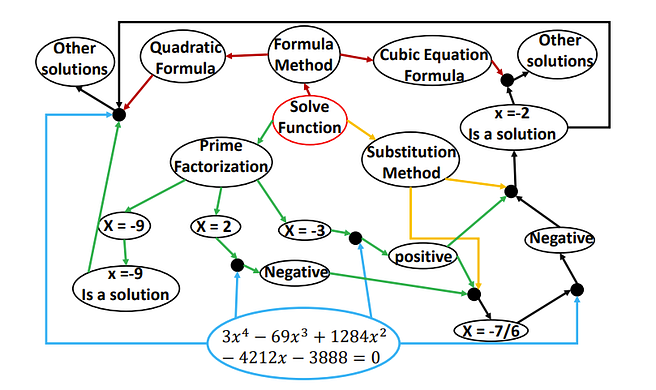 Other
solutions
Quadratic
Formula
Formula
Method
Cubic Equation
Formula
Other
solutions
Solve
Function
x =-2
Is a solution
Prime
Factorization
Substitution
Method
X = -9
X = 2
X = -3
positive
Negative
x =-9
Is a solution
Negative
X = -7/6
3x⁴ − 69x³ + 1284x²
− 4212x − 3888 = 0